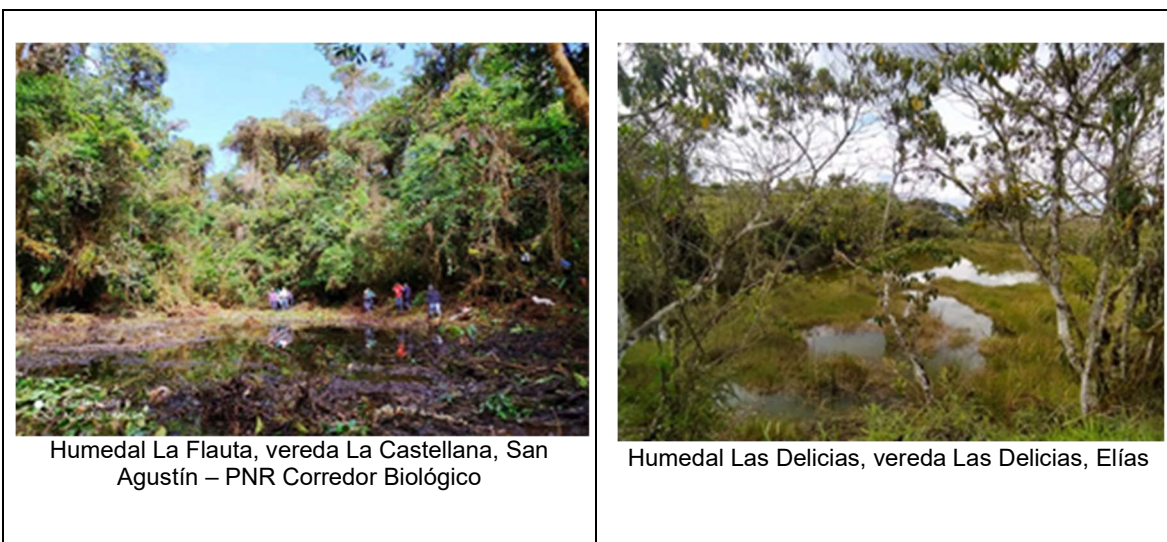 Humedal La Flauta, vereda La Castellana, San
Agustín – PNR Corredor Biológico
Humedal Las Delicias, vereda Las Delicias, Elías